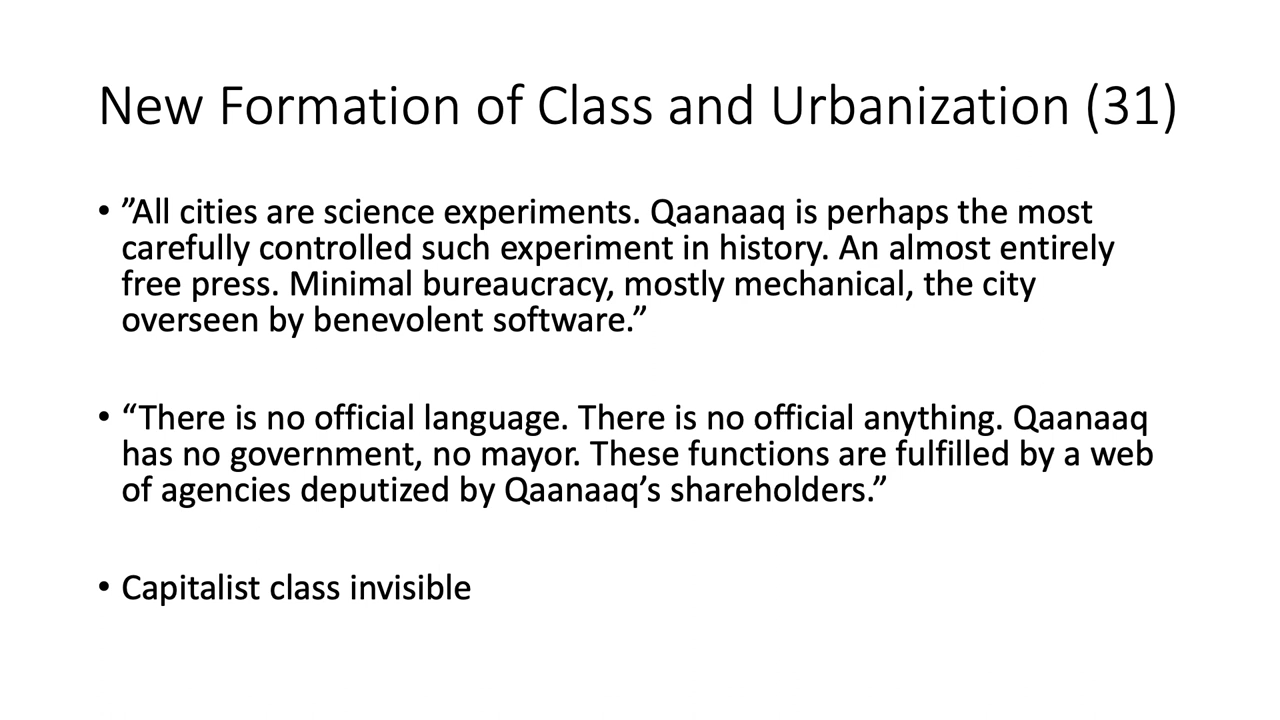 New Formation of Class and Urbanization (31)
• ”All cities are science experiments. Qaanaaq is perhaps the most
carefully controlled such experiment in history. An almost entirely
free press. Minimal bureaucracy, mostly mechanical, the city
overseen by benevolent software.”
• “There is no official language. There is no official anything. Qaanaaq
has no government, no mayor. These functions are fulfilled by a web
of agencies deputized by Qaanaaq’s shareholders.”
• Capitalist class invisible